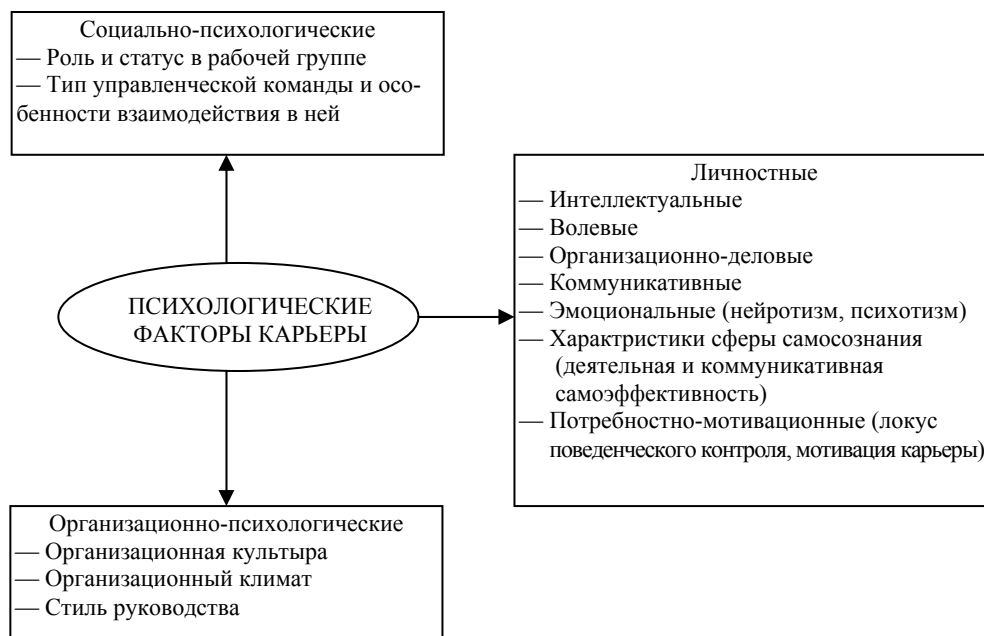 Социально-психологические
— Роль и статус в рабочей группе
— Тип управленческой команды и осо-
бенности взаимодействия в ней
Личностные
— Интеллектуальные
— Волевые
— Организационно-деловые
— Коммуникативные
— Эмоциональные (нейротизм, психотизм)
— Характристики сферы самосознания
(деятельная и коммуникативная
самоэффективность)
— Потребностно-мотивационные (локус
поведенческого контроля, мотивация карьеры)
ПСИХОЛОГИЧЕСКИЕ
ФАКТОРЫ КАРЬЕРЫ
Организационно-психологические
— Организационная культыра
— Организационный климат
— Стиль руководства